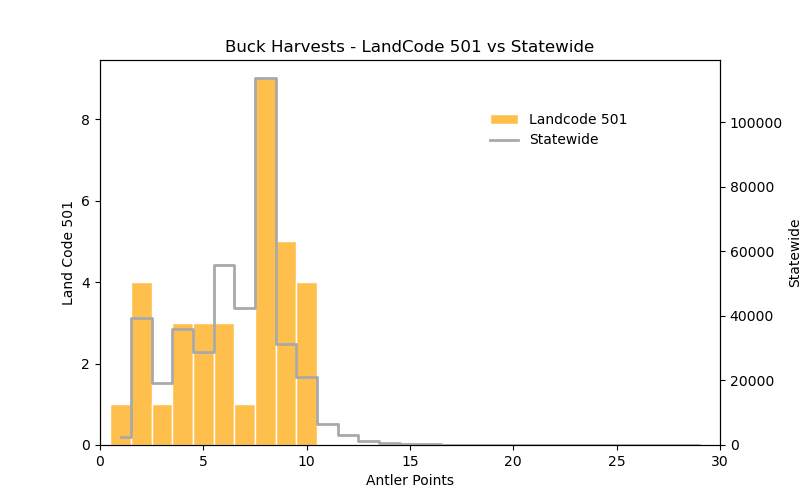 Buck Harvests - LandCode 501 vs Statewide
Landcode 501
Statewide
Land Code 501
8
6
4
2
0
100000
80000
60000
40000
20000
0
Statewide
0 5 10 15 20 25 30
Antler Points